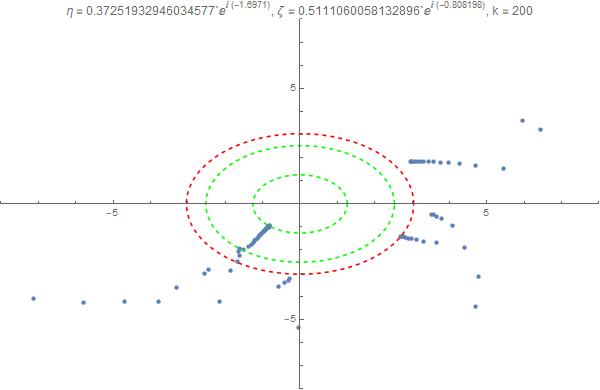 η = 0.37251932946034577`e^i (-1.6971), ζ = 0.5111060058132896`e^i (-0.808198), k = 200
5
-5
5
-5